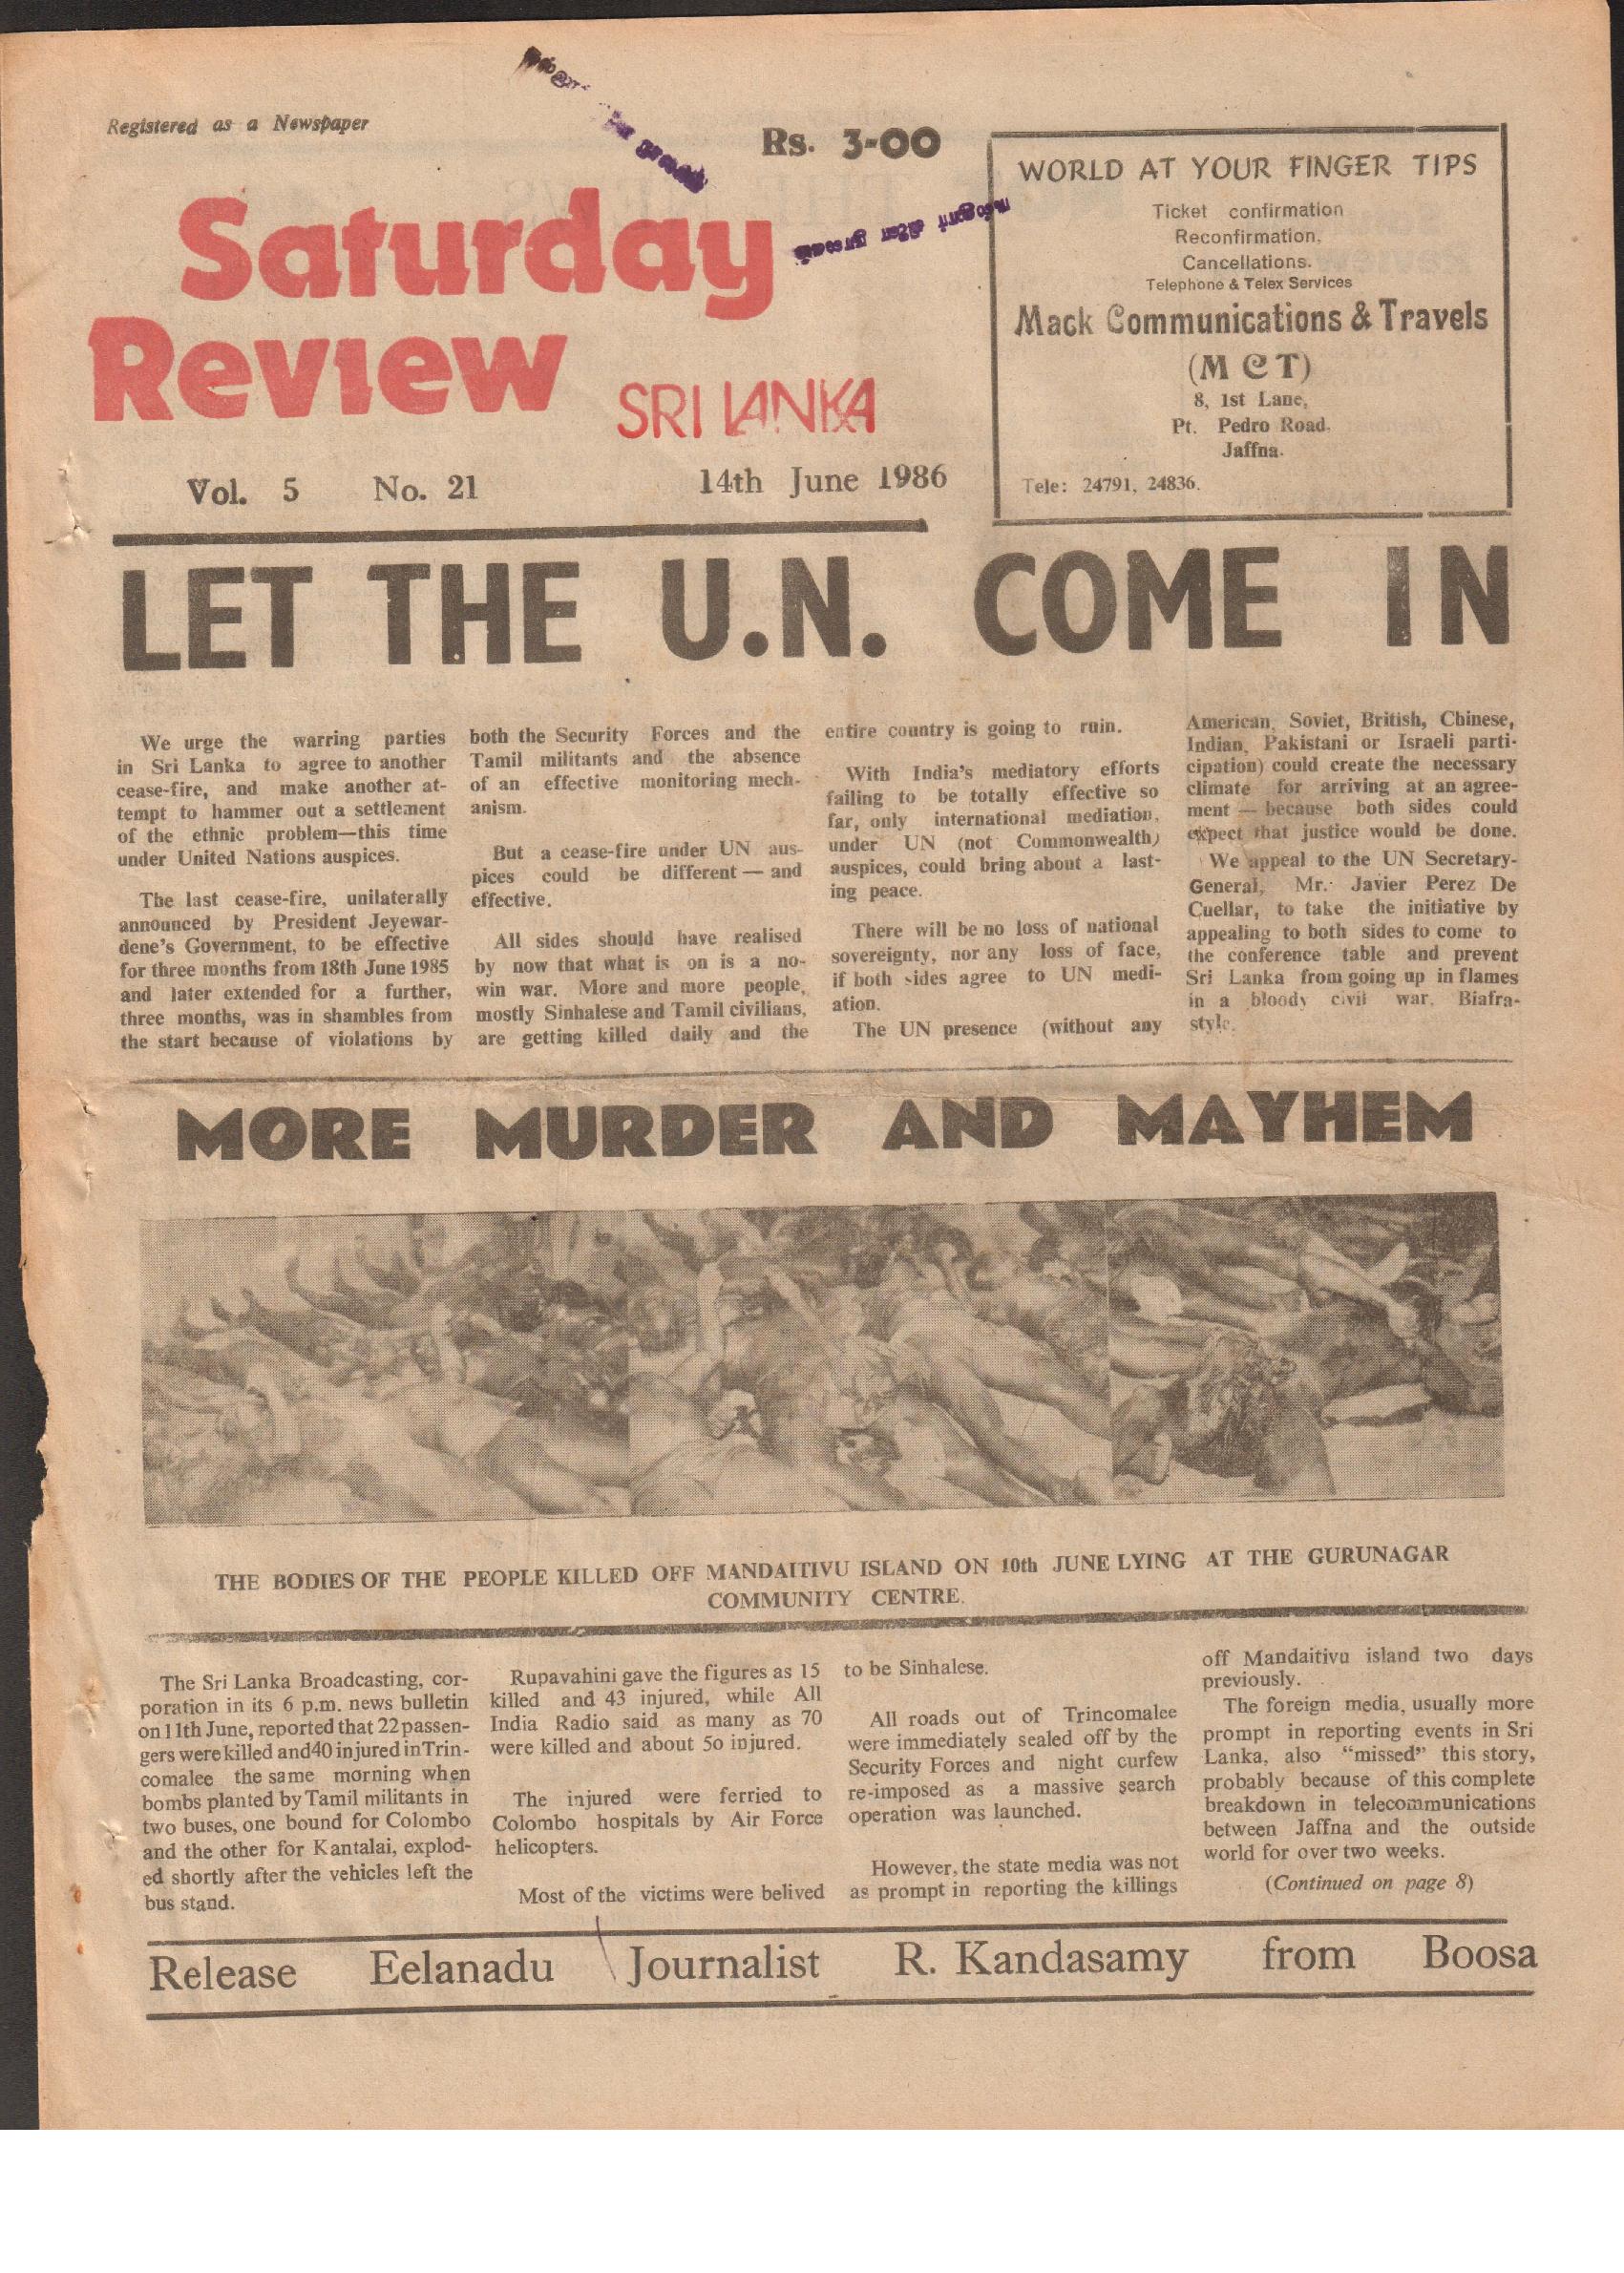 Registered as a Newspaper
Rs. 3-00
Saturday
Review
SRI LANKA
Vol. 5 No. 21 14th June 1986
WORLD AT YOUR FINGER TIPS
Ticket confirmation
Reconfirmation.
Cancellations.
Telephone & Telex Services
Mack Communications & Travels
(M C T)
8, 1st Lane,
Pt. Pedro Road.
Jaffna.
Tele: 24791, 24836.
LET THE U.N. COME IN
We urge the warring parties
in Sri Lanka to agree to another
cease-fire, and make another at-
tempt to hammer out a settlement
of the ethnic problem—this time
under United Nations auspices.
The last cease-fire, unilaterally
announced by President Jeyewar-
dene's Government, to be effective
for three months from 18th June 1985
and later extended for a further,
three months, was in shambles from
the start because of violations by
both the Security Forces and the
Tamil militants and the absence
of an effective monitoring mech-
anism.
But a cease-fire under UN aus-
pices could be different — and
effective.
All sides should have realised
by now that what is on is a no-
win war. More and more people,
mostly Sinhalese and Tamil civilians,
are getting killed daily and the
entire country is going to ruin.
With India's mediatory efforts
failing to be totally effective so
far, only international mediation,
under UN (not Commonwealth)
auspices, could bring about a last-
ing peace.
There will be no loss of national
sovereignty, nor any loss of face,
if both sides agree to UN medi-
ation.
The UN presence (without any
American, Soviet, British, Chinese,
Indian, Pakistani or Israeli parti-
cipation) could create the necessary
climate for arriving at an agree-
ment — because both sides could
expect that justice would be done.
We appeal to the UN Secretary-
General, Mr. Javier Perez De
Cuellar, to take the initiative by
appealing to both sides to come to
the conference table and prevent
Sri Lanka from going up in flames
in a bloody civil war, Biafra-
style.
MORE MURDER AND MAYHEM
THE BODIES OF THE PEOPLE KILLED OFF MANDAITIVU ISLAND ON 10th JUNE LYING AT THE GURUNAGAR
COMMUNITY CENTRE.
The Sri Lanka Broadcasting, cor-
poration in its 6 p.m. news bulletin
on 11th June, reported that 22 passen-
gers were killed and 40 injured in Trin-
comalee the same morning when
bombs planted by Tamil militants in
two buses, one bound for Colombo
and the other for Kantalai, explod-
ed shortly after the vehicles left the
bus stand.
Rupavahini gave the figures as 15
killed and 43 injured, while All
India Radio said as many as 70
were killed and about 5o injured.
The injured were ferried to
Colombo hospitals by Air Force
helicopters.
Most of the victims were belived
to be Sinhalese.
All roads out of Trincomalee
were immediately sealed off by the
Security Forces and night curfew
re-imposed as a massive search
operation was launched.
However, the state media was not
as prompt in reporting the killings
off Mandaitivu island two days
previously.
The foreign media, usually more
prompt in reporting events in Sri
Lanka, also "missed" this story,
probably because of this complete
breakdown in telecommunications
between Jaffna and the outside
world for over two weeks.
(Continued on page 8)
Release Eelanadu Journalist R. Kandasamy from Boosa